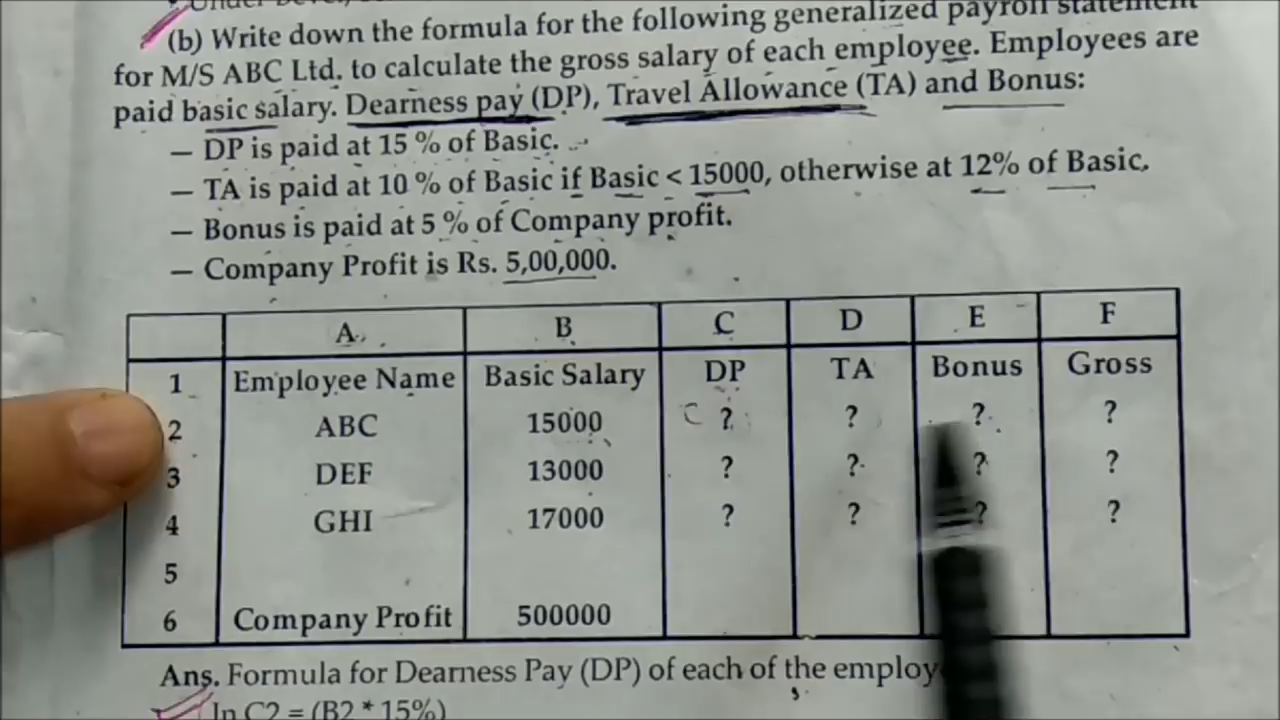 (b) Write down the formula for the following generalized payroll statement
for M/S ABC Ltd. to calculate the gross salary of each employee. Employees are
paid basic salary. Dearness pay (DP), Travel Allowance (TA) and Bonus:
— DP is paid at 15 % of Basic.
— TA is paid at 10 % of Basic if Basic < 15000, otherwise at 12% of Basic.
— Bonus is paid at 5 % of Company profit.
— Company Profit is Rs. 5,00,000.
A B C D E F
1 Employee Name Basic Salary DP TA Bonus Gross
2 ABC 15000 ? ? ? ?
3 DEF 13000 ? ? ? ?
4 GHI 17000 ? ? ? ?
5
6 Company Profit 500000
Ans. Formula for Dearness Pay (DP) of each of the employ
In C2 = (B2 * 15%)